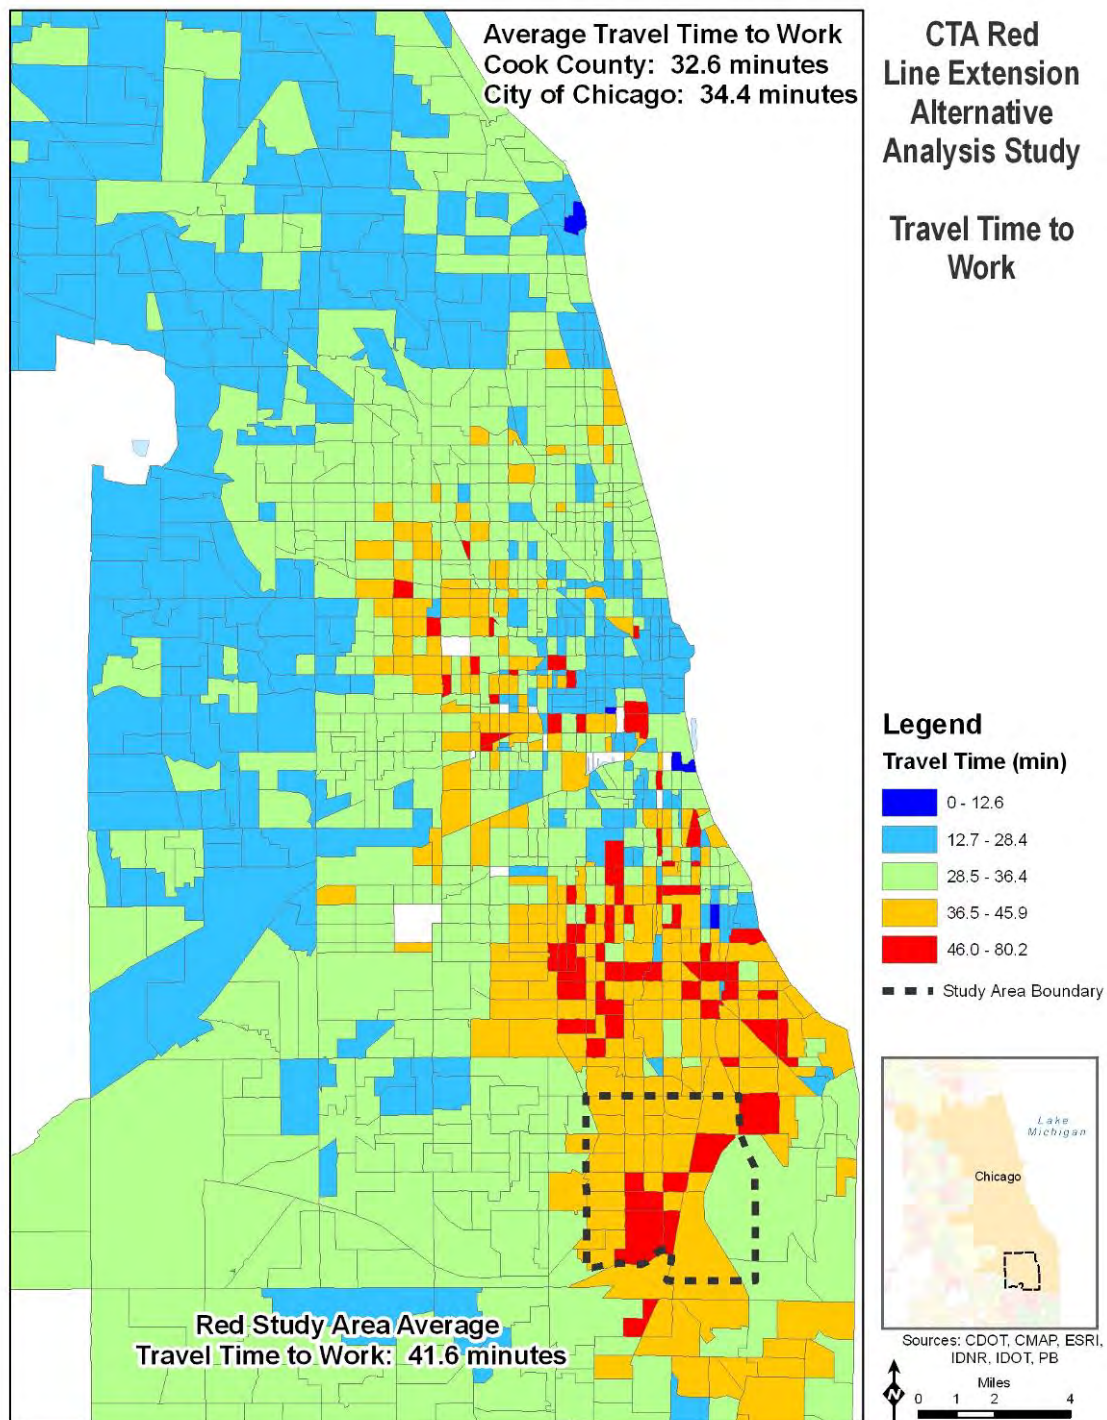 Average Travel Time to Work
Cook County: 32.6 minutes
City of Chicago: 34.4 minutes
CTA Red
Line Extension
Alternative
Analysis Study
Travel Time to
Work
Legend
Travel Time (min)
0 - 12.6
12.7 - 28.4
28.5 - 36.4
36.5 - 45.9
46.0 - 80.2
Study Area Boundary
Lake
Michigan
Chicago
Red Study Area Average
Travel Time to Work: 41.6 minutes
Sources: CDOT, CMAP, ESRI,
IDNR, IDOT, PB
N
Miles
0 1 2 4